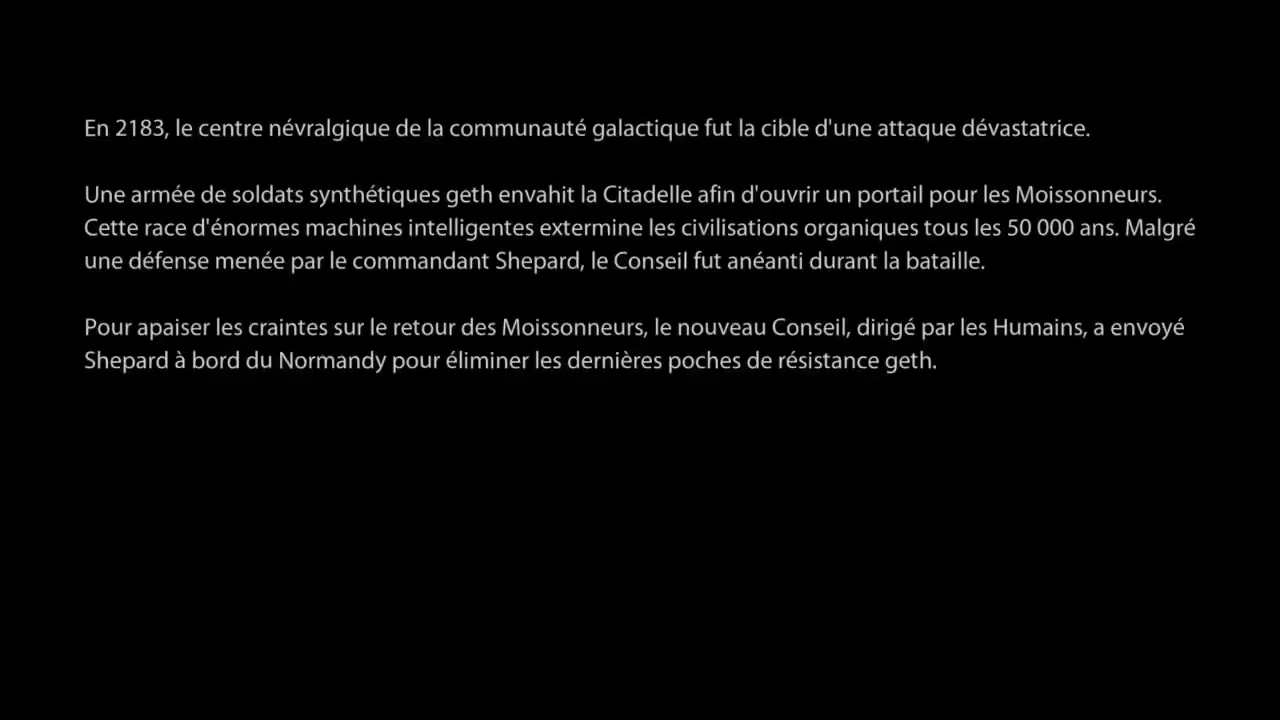 En 2183, le centre névralgique de la communauté galactique fut la cible d'une attaque dévastatrice.
Une armée de soldats synthétiques geth envahit la Citadelle afin d'ouvrir un portail pour les Moissonneurs.
Cette race d'énormes machines intelligentes extermine les civilisations organiques tous les 50 000 ans. Malgré
une défense menée par le commandant Shepard, le Conseil fut anéanti durant la bataille.
Pour apaiser les craintes sur le retour des Moissonneurs, le nouveau Conseil, dirigé par les Humains, a envoyé
Shepard à bord du Normandy pour éliminer les dernières poches de résistance geth.